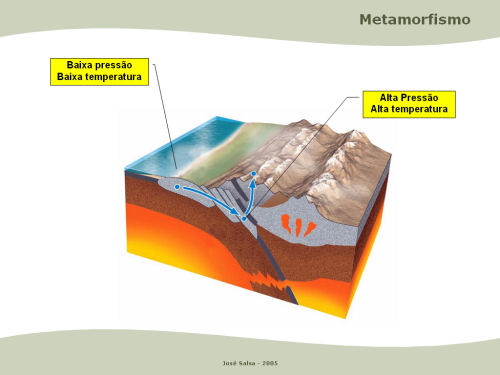 Metamorfismo
Baixa pressão
Baixa temperatura
Alta Pressão
Alta temperatura
José Salsa - 2005